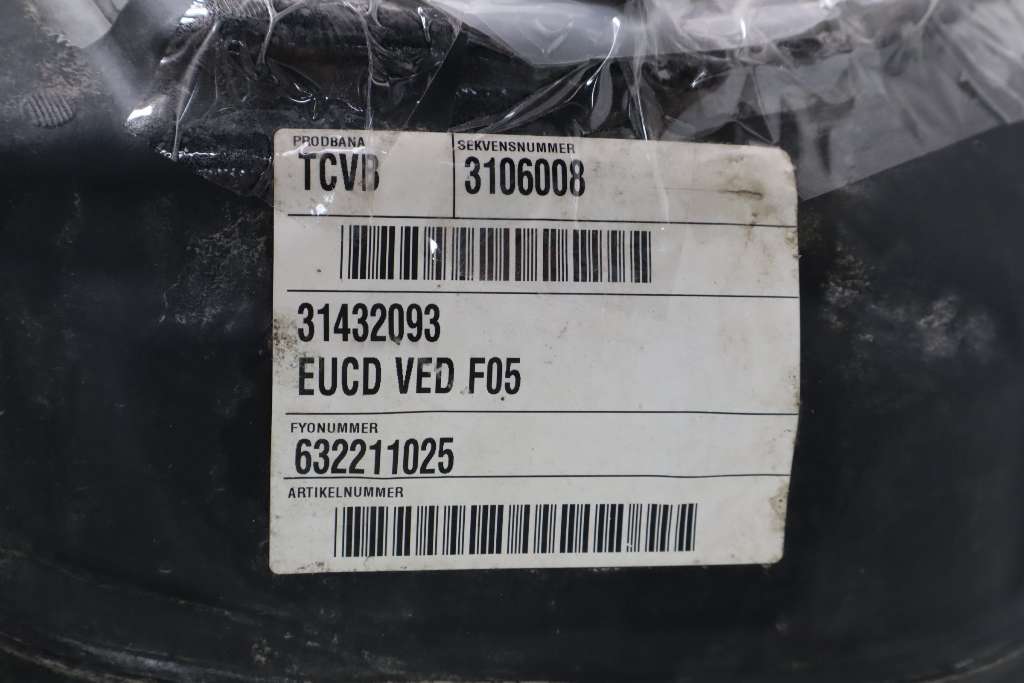 PRODBANA
TCVB
SEKVENSNUMMER
3106008
31432093
EUCD VED F05
FYONUMMER
632211025
ARTIKELNUMMER